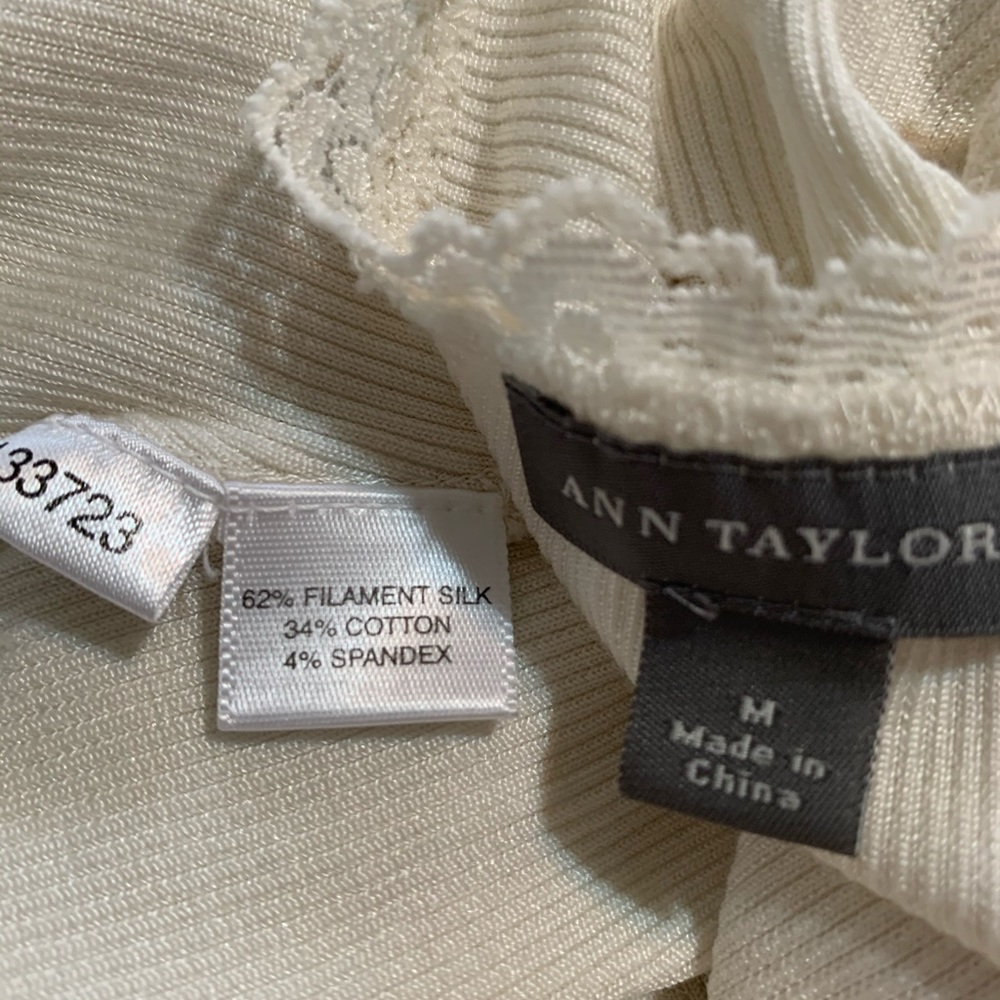 33723
62% FILAMENT SILK
34% COTTON
4% SPANDEX
ANN TAYLOR
M
Made in
China